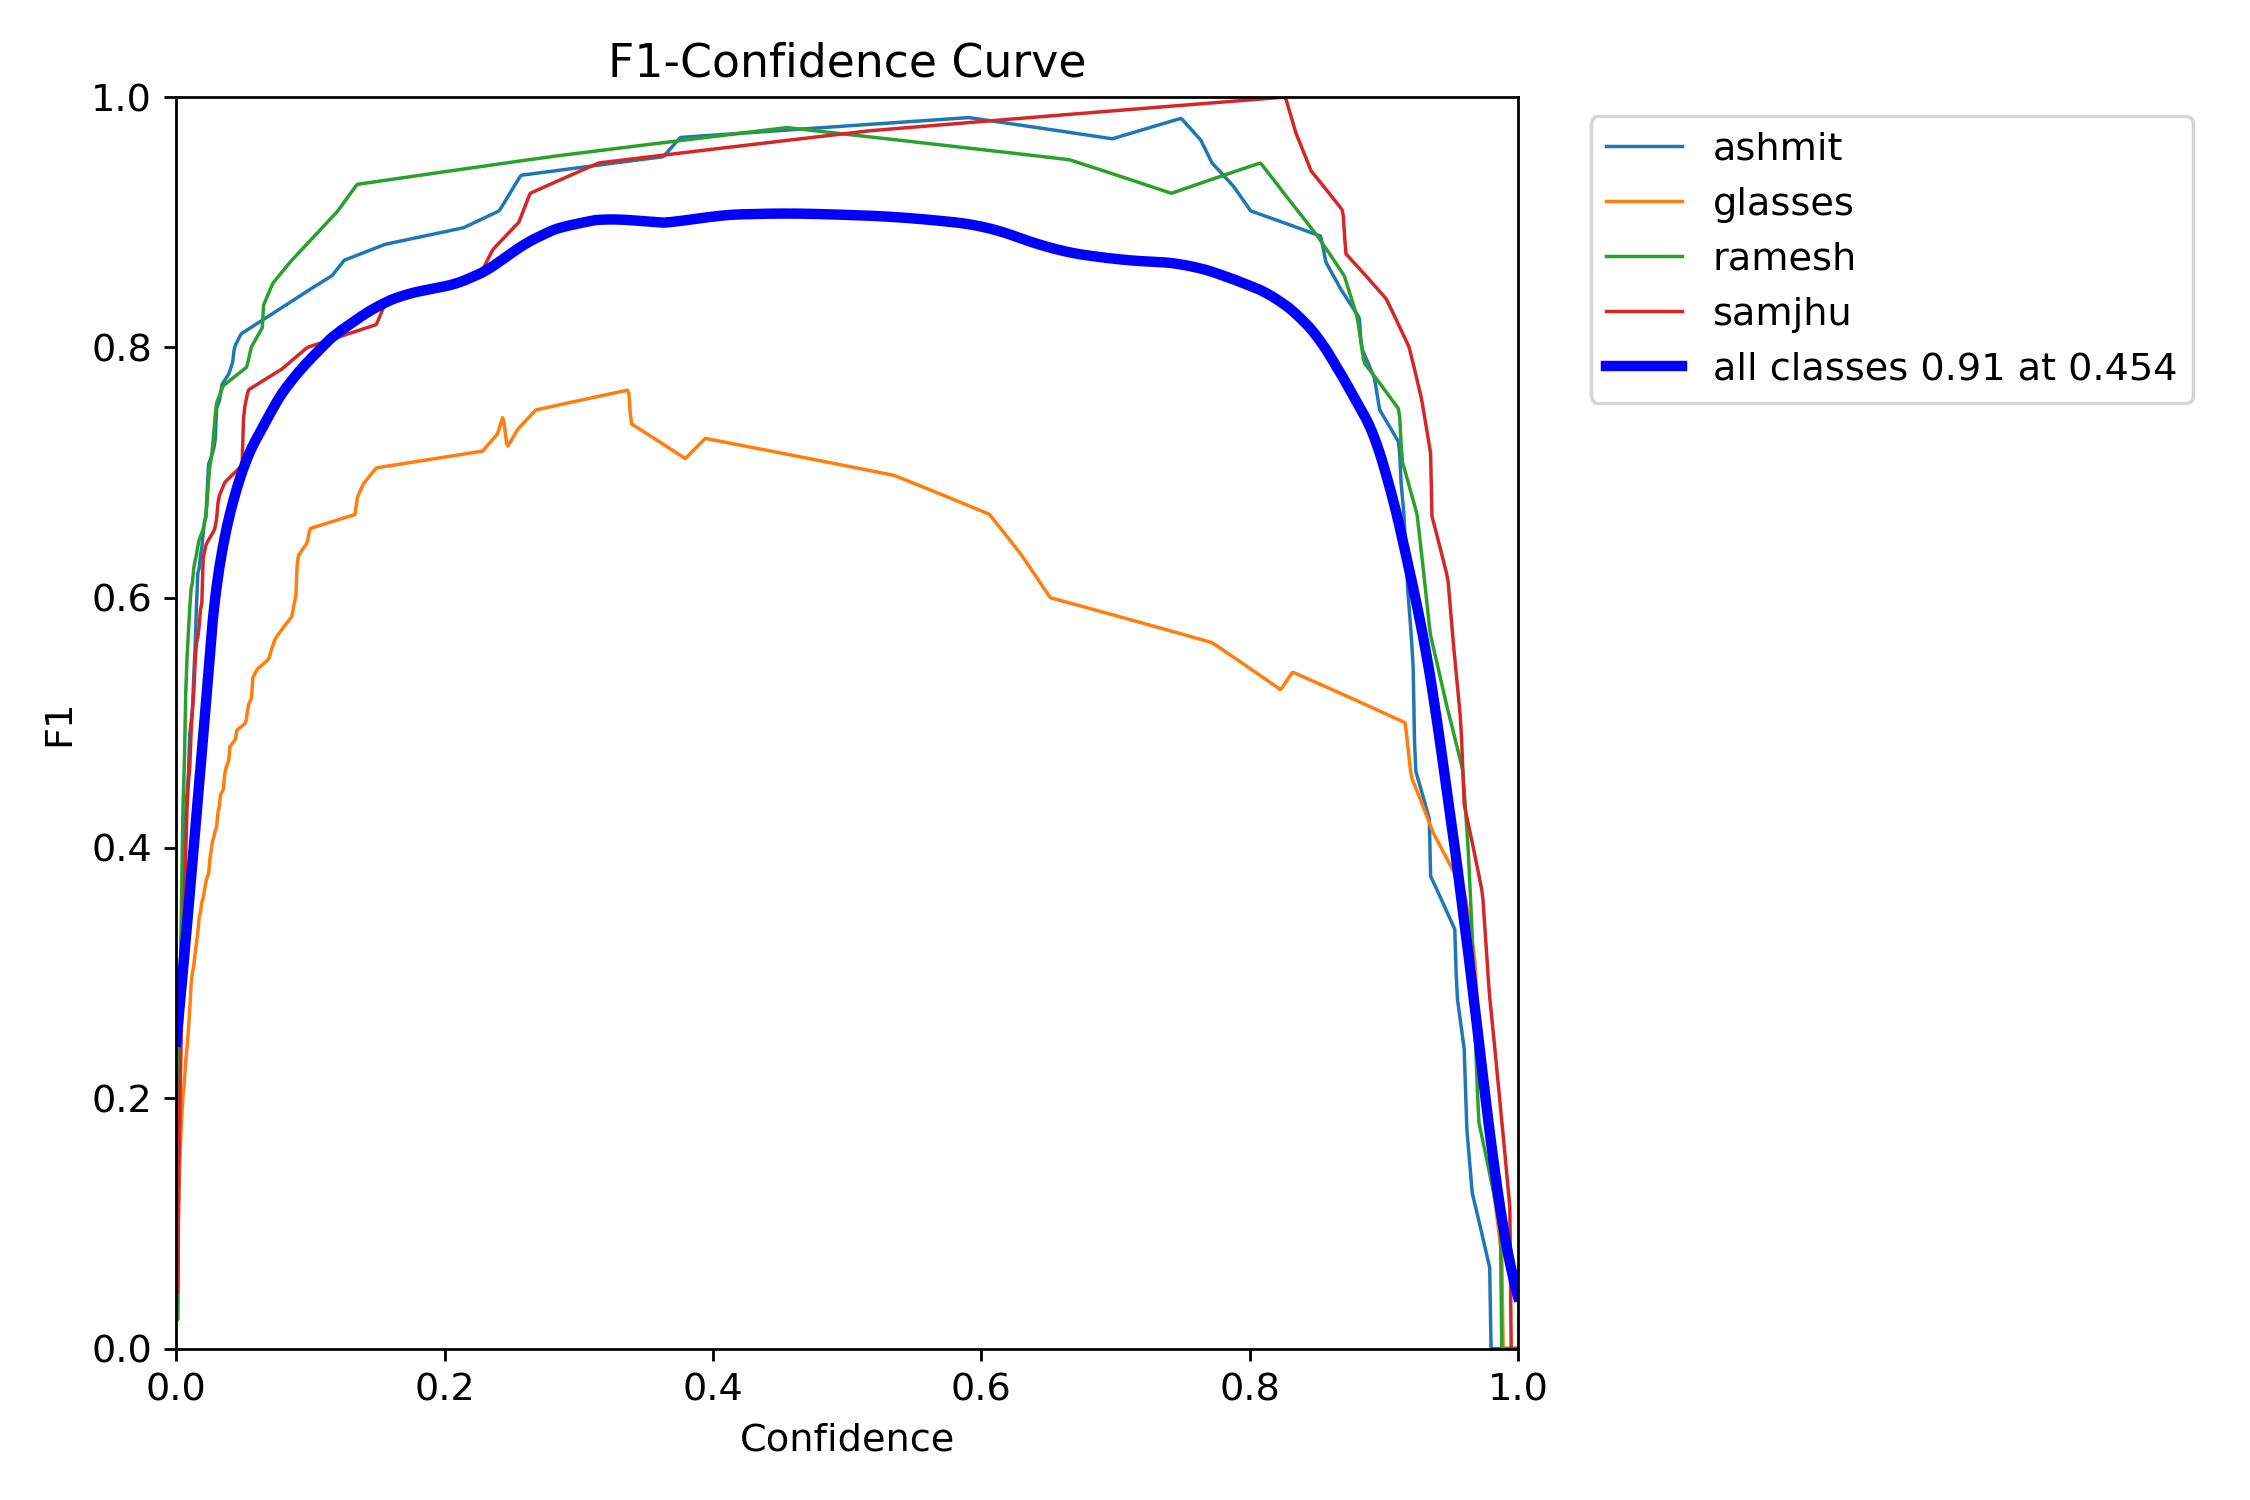 F1-Confidence Curve
1.0
0.8
0.6
0.4
0.2
0.0
F1
0.0 0.2 0.4 0.6 0.8 1.0
Confidence
ashmit
glasses
ramesh
samjhu
all classes 0.91 at 0.454